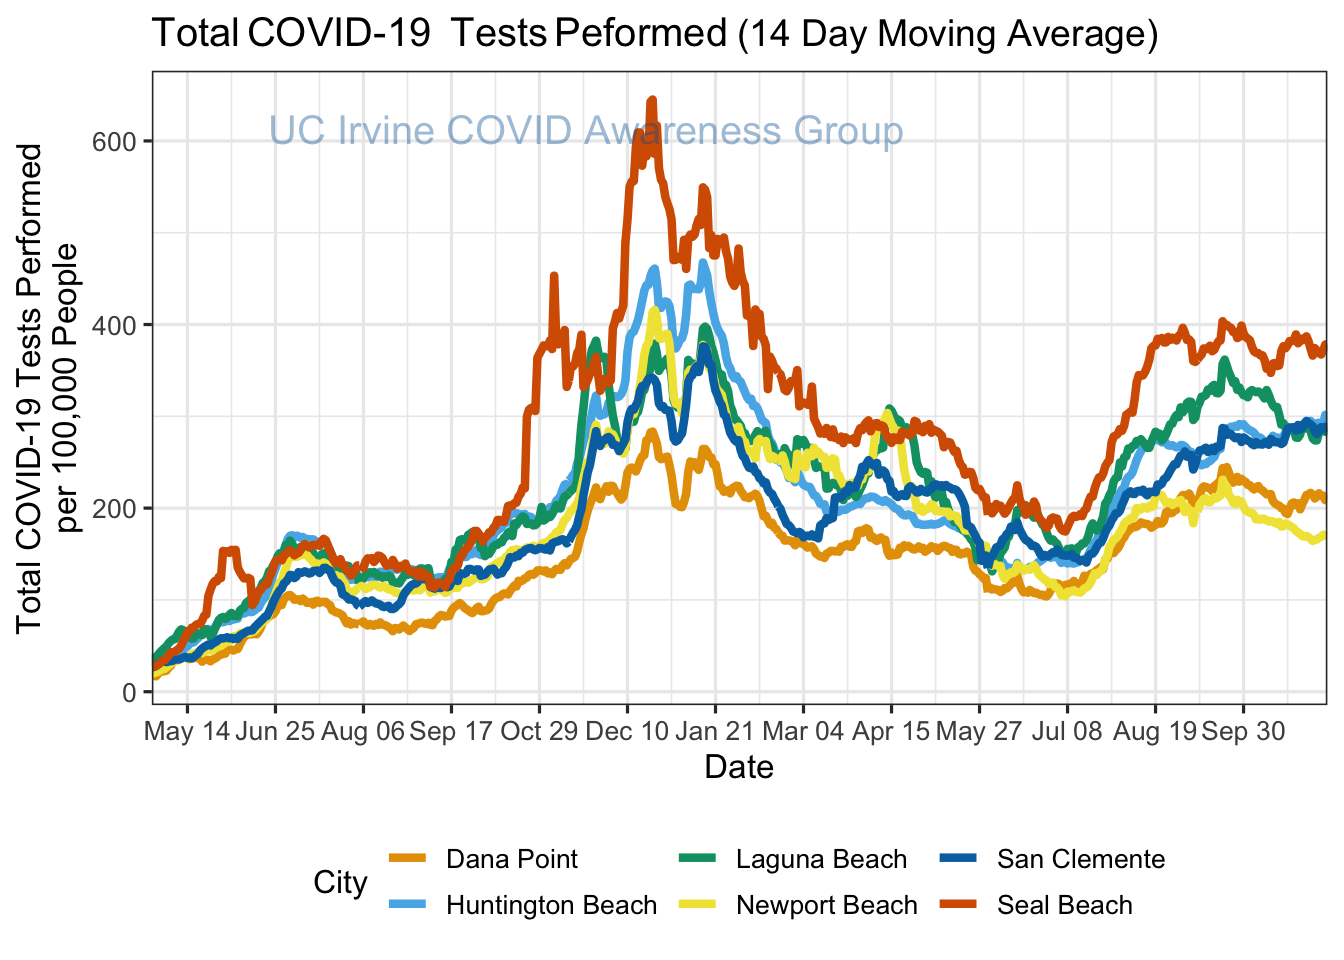 Total COVID-19 Tests Peformed (14 Day Moving Average)
UC Irvine COVID Awareness Group
Total COVID-19 Tests Performed
per 100,000 People
600
400
200
0
May 14 Jun 25 Aug 06 Sep 17 Oct 29 Dec 10 Jan 21 Mar 04 Apr 15 May 27 Jul 08 Aug 19 Sep 30
Date
City
Dana Point Laguna Beach San Clemente
Huntington Beach Newport Beach Seal Beach